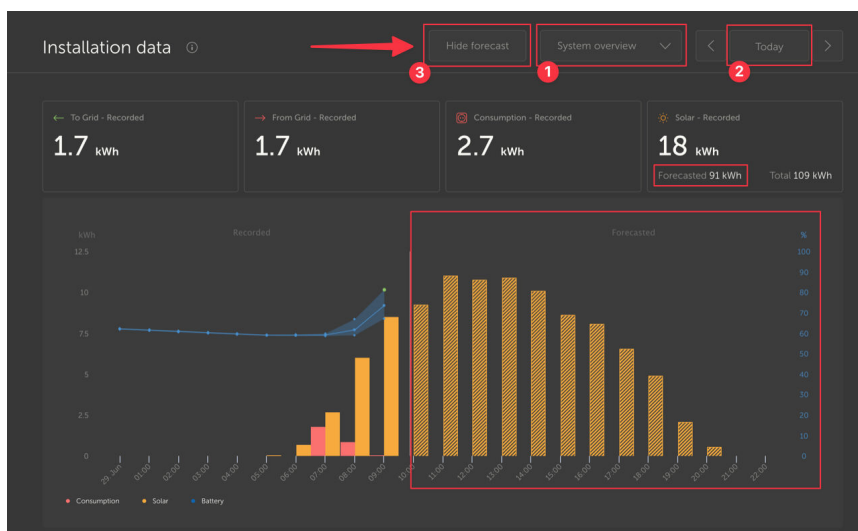 Installation data
Hide forecast
System overview
Today
3
1
2
To Grid - Recorded
1.7 kWh
From Grid - Recorded
1.7 kWh
Consumption - Recorded
2.7 kWh
Solar - Recorded
18 kWh
Forecasted 91 kWh
Total 109 kWh
kWh
Recorded
Forecasted
%
12.5
100
90
10
80
70
7.5
60
50
5
40
30
2.5
20
10
0
0
29. Jun
01:00
02:00
03:00
04:00
05:00
06:00
07:00
08:00
09:00
10:00
11:00
12:00
13:00
14:00
15:00
16:00
17:00
18:00
19:00
20:00
21:00
22:00
Consumption
Solar
Battery